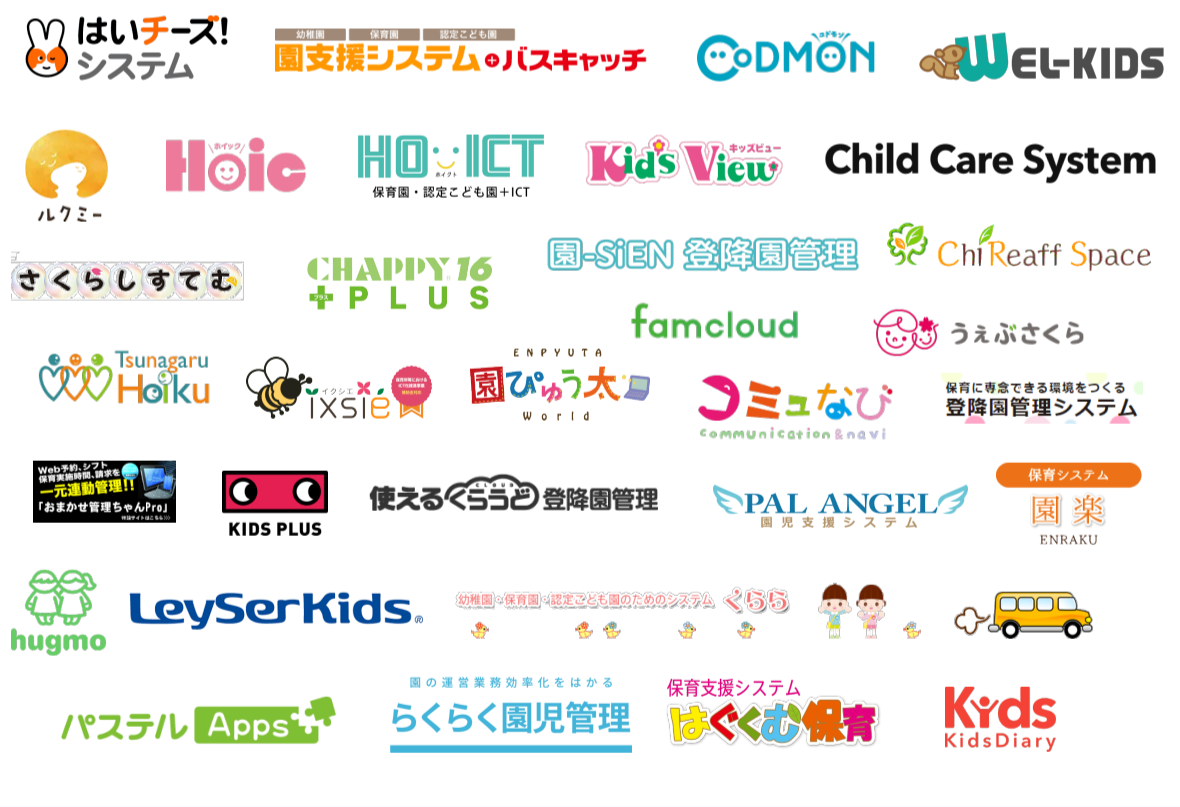 はいチーズ!
システム
幼稚園 保育園 認定こども園
園支援システム+バスキャッチ
コドモン
CoDMON
WEL-KIDS
ルクミー
ホイック
Hoic
HOICT
ホイクト
保育園・認定こども園+ICT
キッズビュー
Kid's View
Child Care System
さくらしすてむ
CHAPPY 16
プラス
+PLUS
園-SiEN 登降園管理
ChiReaff Space
famcloud
うぇぶさくら
Tsunagaru
Hoiku
イクシエ
ixsie
ENPYUTA
園ぴゅう太
World
コミュなび
communication&navi
保育に専念できる環境をつくる
登降園管理システム
Web予約、シフト
保育実施時間、請求を
一元連動管理!!
「おまかせ管理ちゃんPro」
KIDS PLUS
CLOUD
使えるくらうど登降園管理
PAL ANGEL
園児支援システム
保育システム
園楽
ENRAKU
hugmo
LeySerKids®
幼稚園・保育園・認定こども園のためのシステム くらら
パステルApps
園の運営業務効率化をはかる
らくらく園児管理
保育支援システム
はぐくむ保育
Kids
KidsDiary